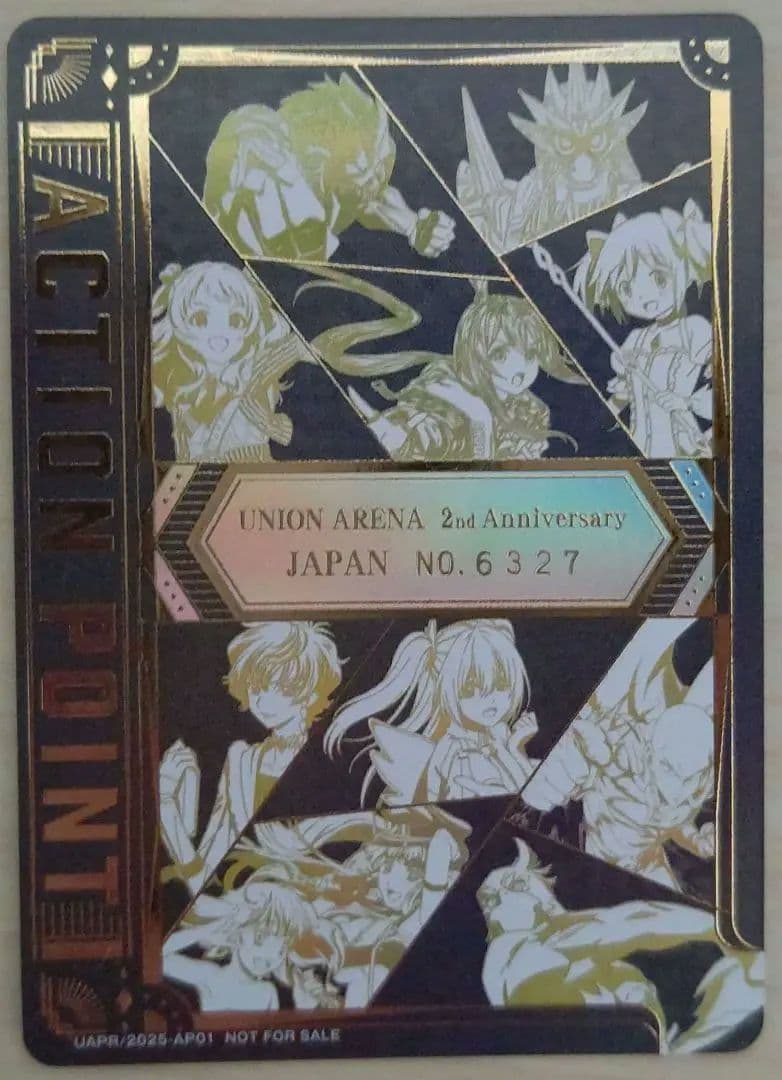 ACTION POINT
UNION ARENA 2nd Anniversary
JAPAN NO. 6327
UAPR/2025-AP01 NOT FOR SALE